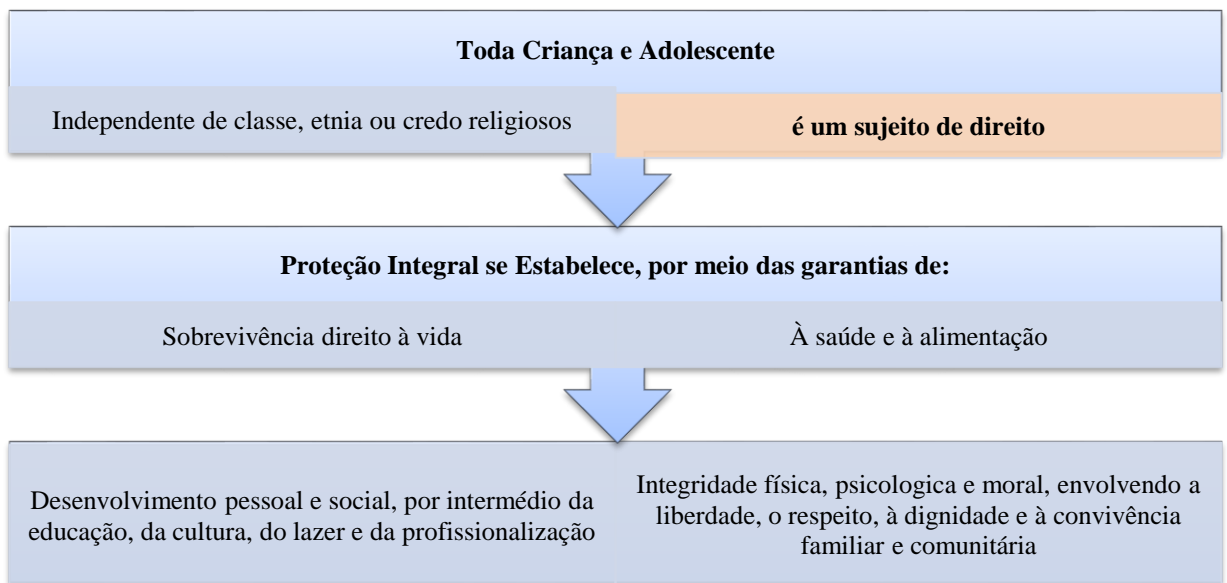 Toda Criança e Adolescente
Independente de classe, etnia ou credo religiosos
é um sujeito de direito
Proteção Integral se Estabelece, por meio das garantias de:
Sobrevivência direito à vida
À saúde e à alimentação
Desenvolvimento pessoal e social, por intermédio da
educação, da cultura, do lazer e da profissionalização
Integridade física, psicologica e moral, envolvendo a
liberdade, o respeito, à dignidade e à convivência
familiar e comunitária